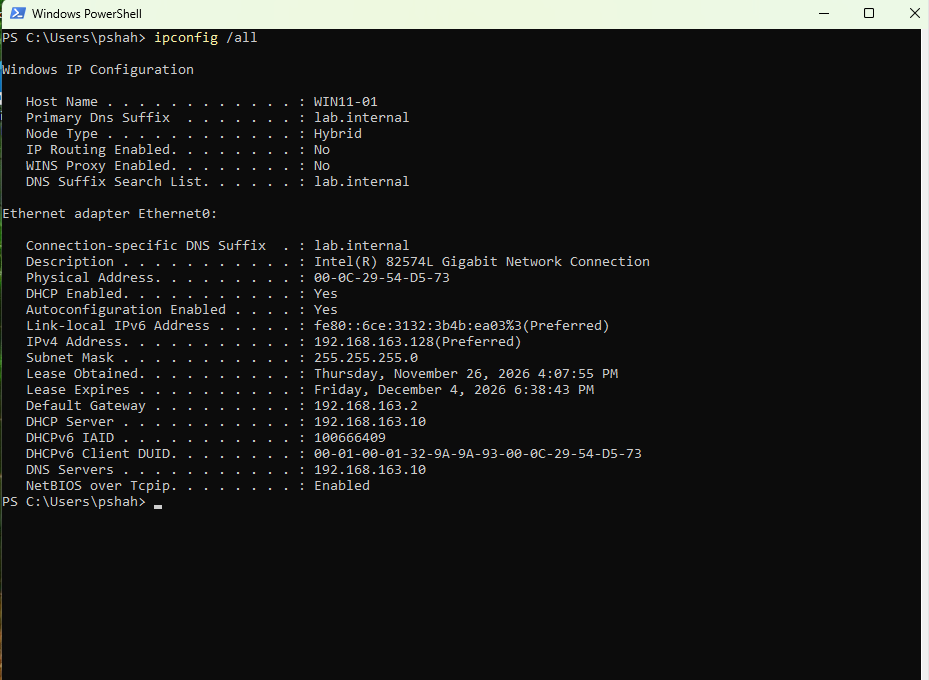 Windows PowerShell
PS C:\Users\pshah> ipconfig /all
Windows IP Configuration
   Host Name . . . . . . . . . . . . : WIN11-01
   Primary Dns Suffix  . . . . . . . : lab.internal
   Node Type . . . . . . . . . . . . : Hybrid
   IP Routing Enabled. . . . . . . . : No
   WINS Proxy Enabled. . . . . . . . : No
   DNS Suffix Search List. . . . . . : lab.internal
Ethernet adapter Ethernet0:
   Connection-specific DNS Suffix  . : lab.internal
   Description . . . . . . . . . . . : Intel(R) 82574L Gigabit Network Connection
   Physical Address. . . . . . . . . : 00-0C-29-54-D5-73
   DHCP Enabled. . . . . . . . . . . : Yes
   Autoconfiguration Enabled . . . . : Yes
   Link-local IPv6 Address . . . . . : fe80::6ce:3132:3b4b:ea03%3(Preferred)
   IPv4 Address. . . . . . . . . . . : 192.168.163.128(Preferred)
   Subnet Mask . . . . . . . . . . . : 255.255.255.0
   Lease Obtained. . . . . . . . . . : Thursday, November 26, 2026 4:07:55 PM
   Lease Expires . . . . . . . . . . : Friday, December 4, 2026 6:38:43 PM
   Default Gateway . . . . . . . . . : 192.168.163.2
   DHCP Server . . . . . . . . . . . : 192.168.163.10
   DHCPv6 IAID . . . . . . . . . . . : 100666409
   DHCPv6 Client DUID. . . . . . . . : 00-01-00-01-32-9A-9A-93-00-0C-29-54-D5-73
   DNS Servers . . . . . . . . . . . : 192.168.163.10
   NetBIOS over Tcpip. . . . . . . . : Enabled
PS C:\Users\pshah>